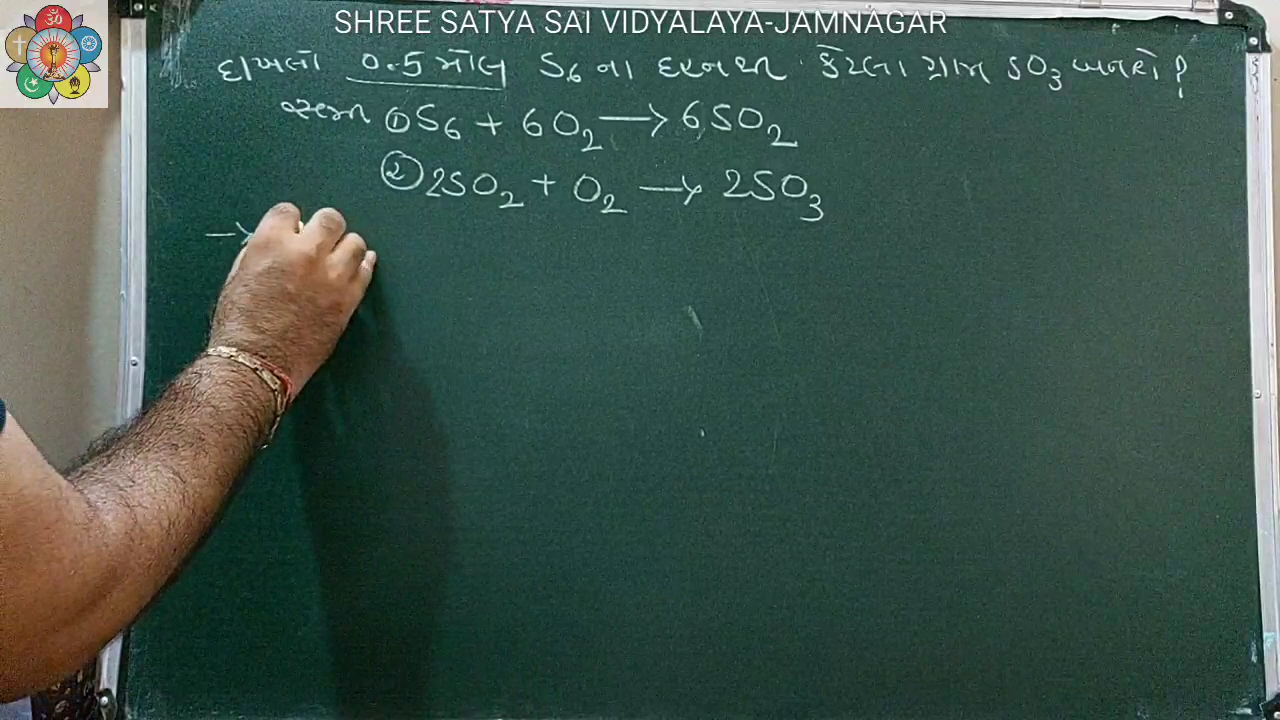 SHREE SATYA SAI VIDYALAYA-JAMNAGAR
દાખલો 0.5 મોલ S₆ ના દહનથી કેટલા ગ્રામ SO₃ બનશે?
① S₆ + 6O₂ → 6SO₂
② 2SO₂ + O₂ → 2SO₃
→